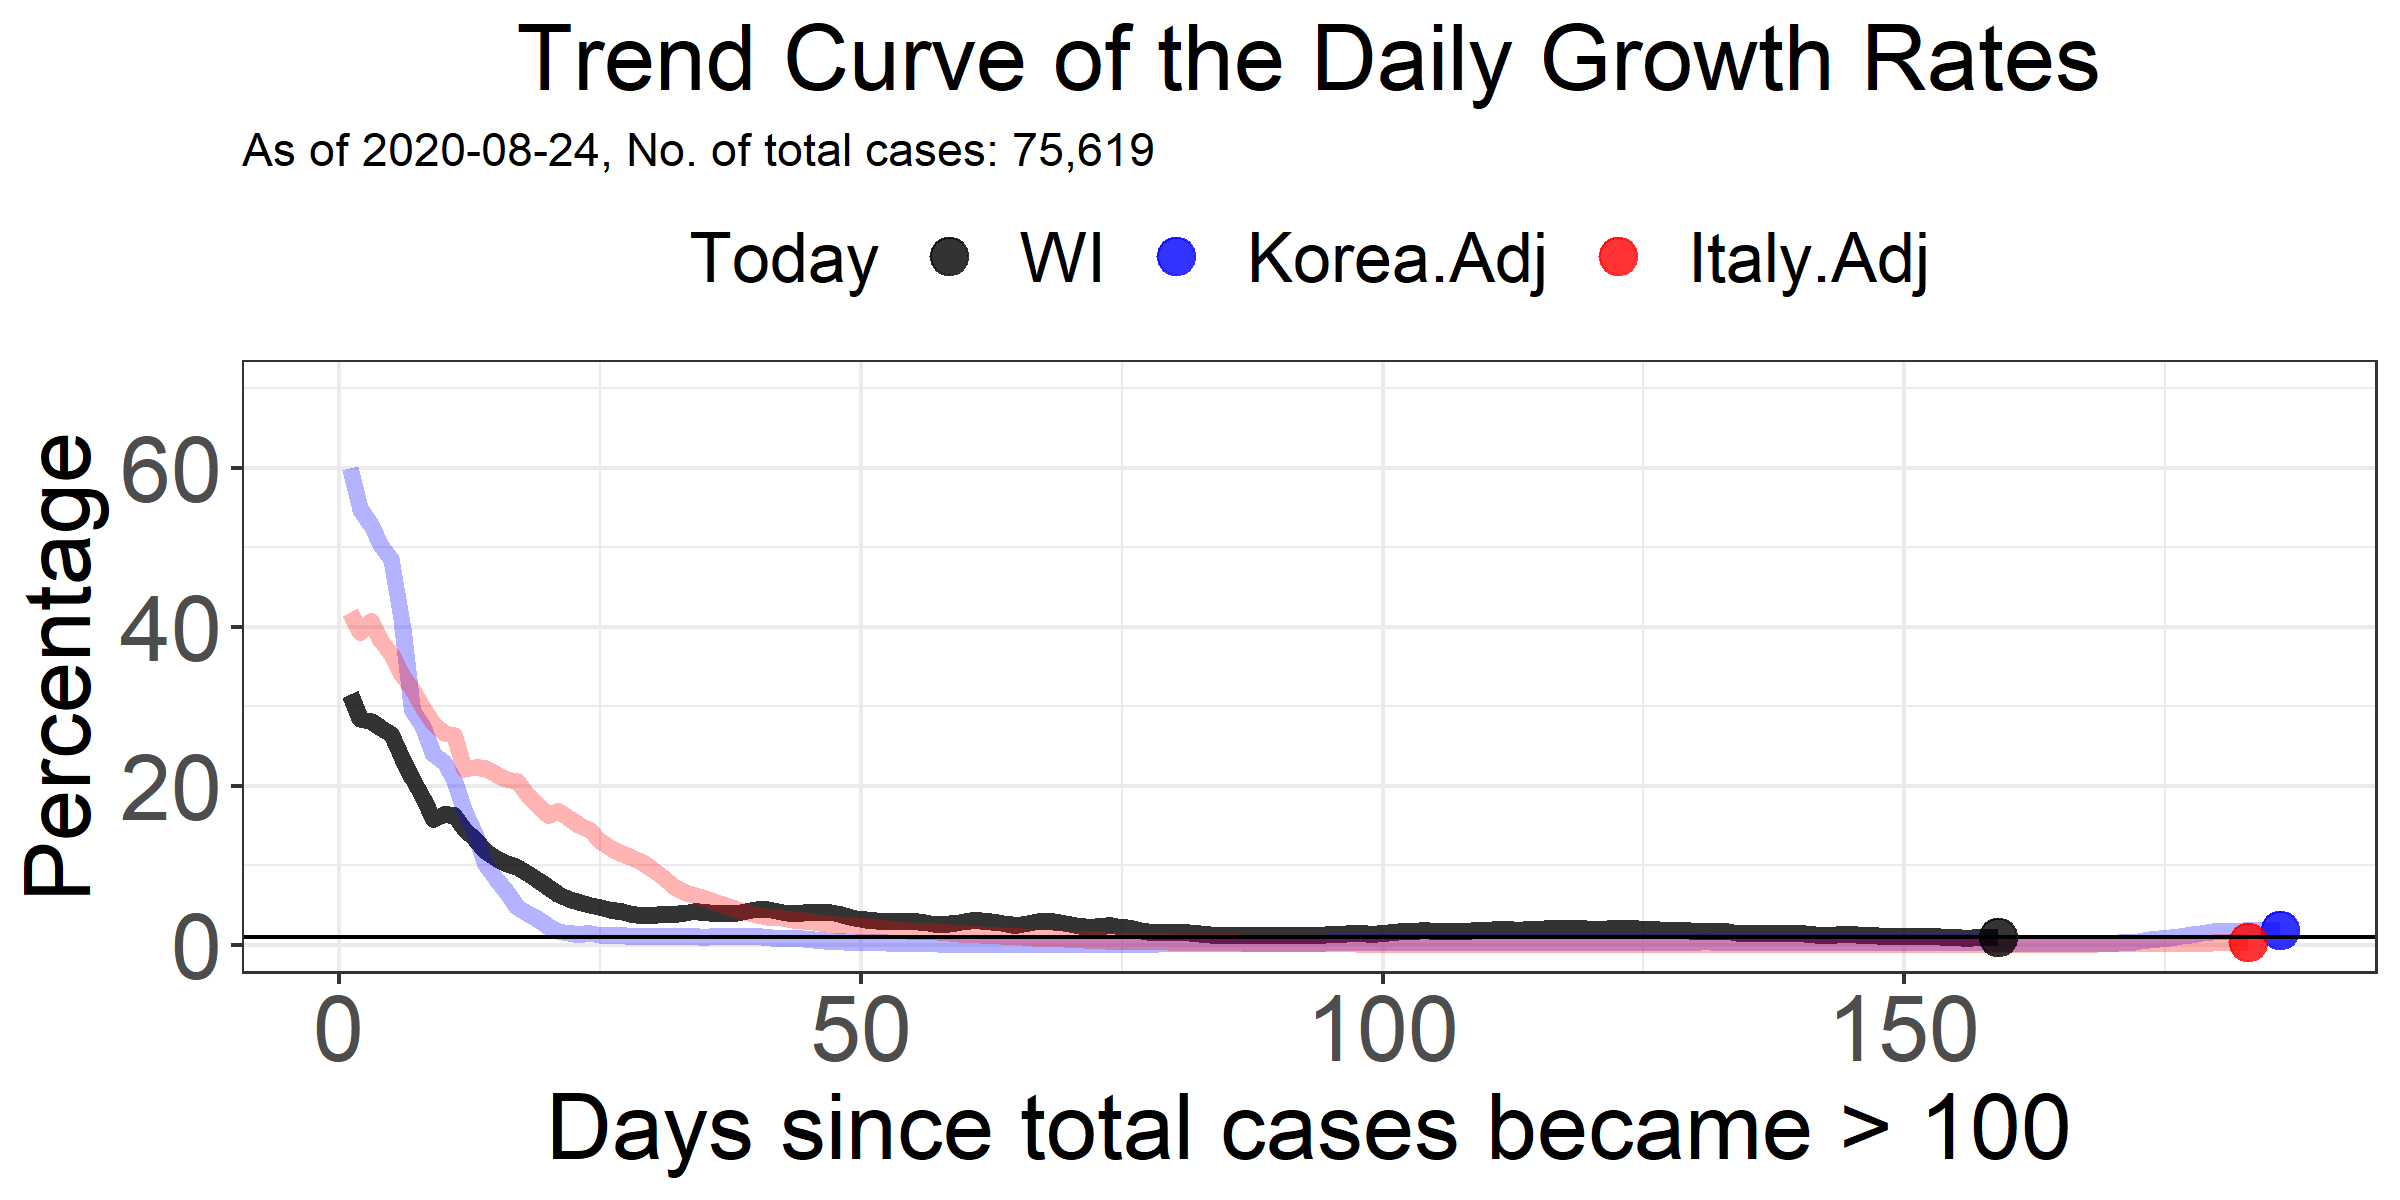 Trend Curve of the Daily Growth Rates
As of 2020-08-24, No. of total cases: 75,619
Today WI Korea.Adj Italy.Adj
Percentage
60
40
20
0
0 50 100 150
Days since total cases became > 100